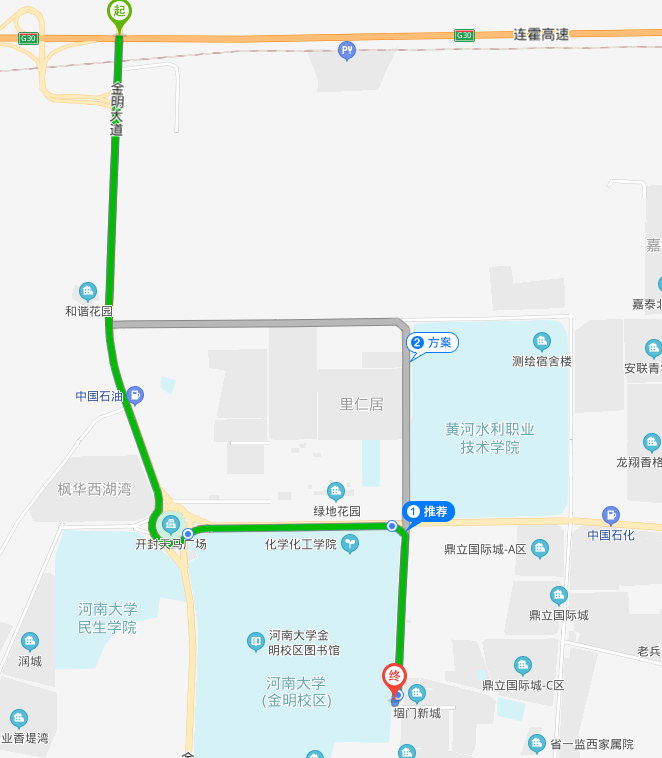 起
G30
G30
连霍高速
金明大道
嘉
和谐花园
嘉泰北
2 方案
测绘宿舍楼
安联青年
中国石油
里仁居
黄河水利职业
技术学院
龙翔香格
枫华西湖湾
绿地花园
1 推荐
中国石化
开封天马广场
化学化工学院
鼎立国际城-A区
河南大学
民生学院
鼎立国际城
润城
河南大学金
明校区图书馆
老兵
终
河南大学
(金明校区)
鼎立国际城-C区
堌门新城
业香堤湾
省一监西家属院